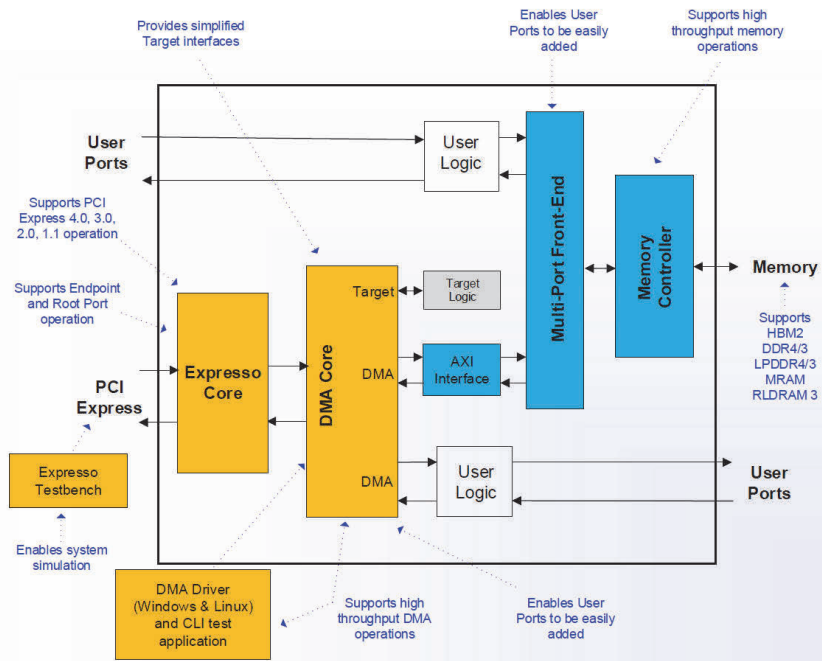 Provides simplified
Target interfaces
Enables User
Ports to be easily
added
Supports high
throughput memory
operations
User
Ports
User
Logic
Multi-Port Front-End
Memory
Controller
Supports PCI
Express 4.0, 3.0,
2.0, 1.1 operation
Supports Endpoint
and Root Port
operation
Target
Target
Logic
Memory
Expresso
Core
DMA Core
DMA
AXI
Interface
Supports
HBM2
DDR4/3
LPDDR4/3
MRAM
RLDRAM 3
PCI
Express
Expresso
Testbench
DMA
User
Logic
User
Ports
Enables system
simulation
DMA Driver
(Windows & Linux)
and CLI test
application
Supports high
throughput DMA
operations
Enables User
Ports to be easily
added